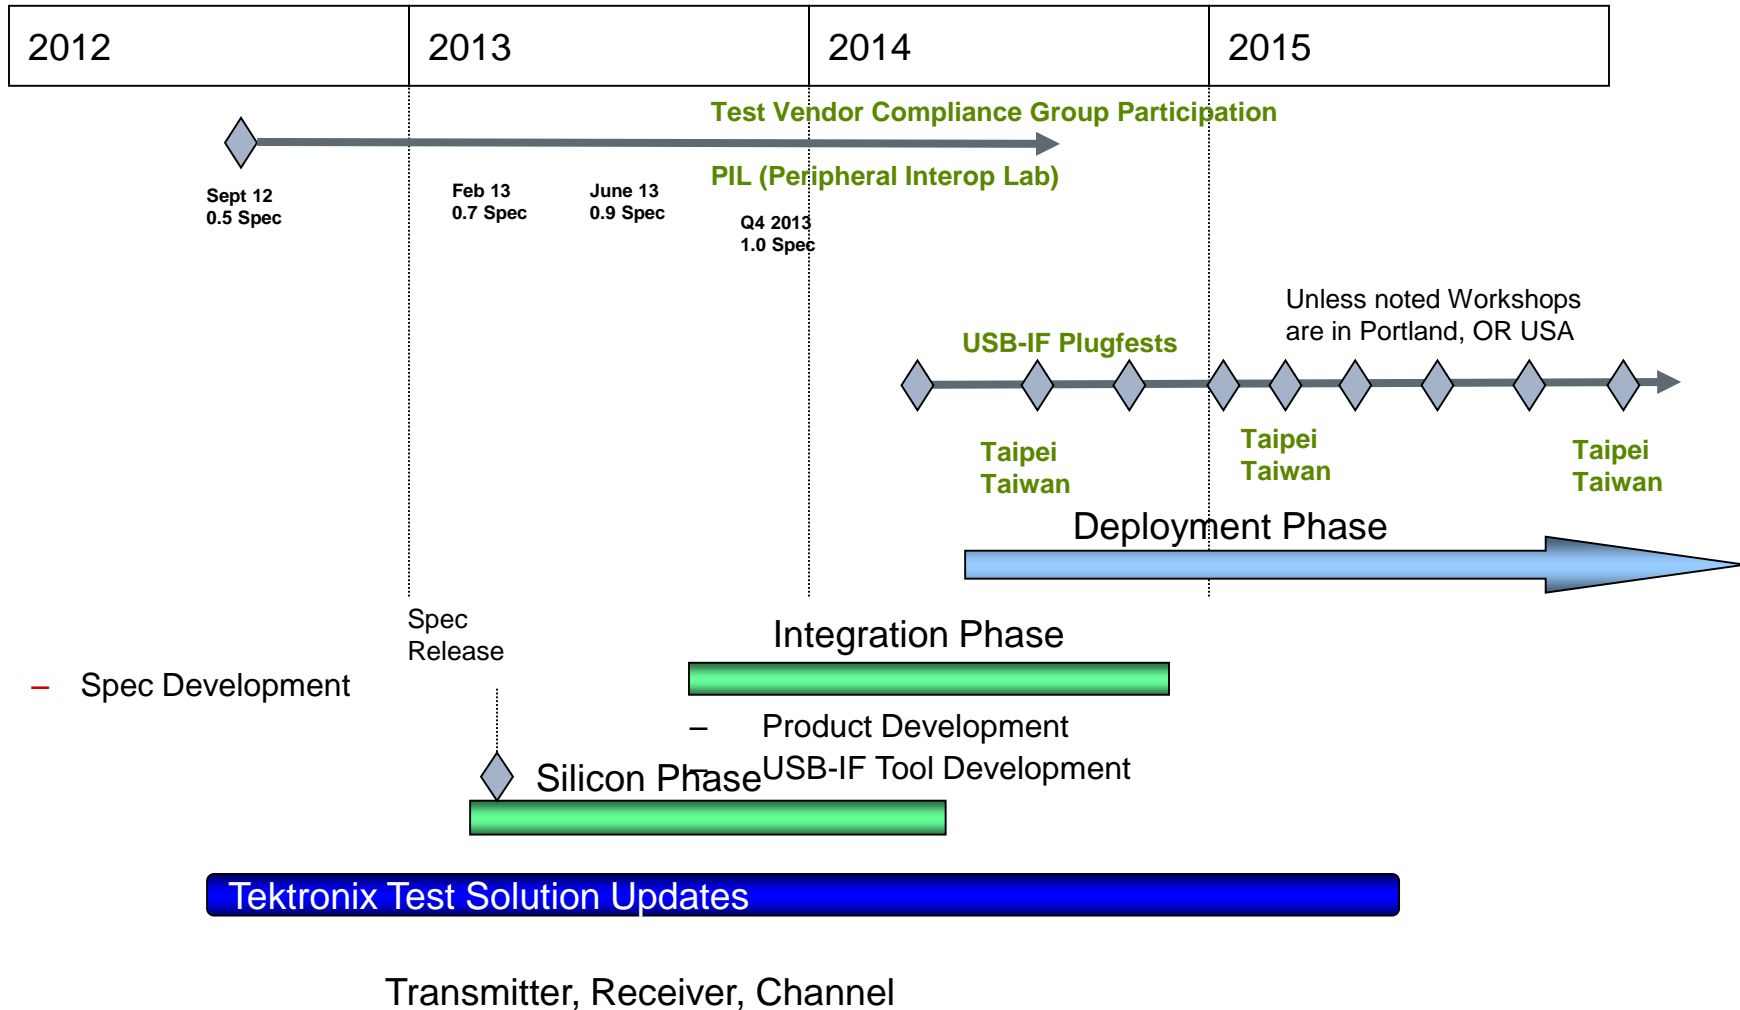 2012
2013
2014
2015
Test Vendor Compliance Group Participation
PIL (Peripheral Interop Lab)
Sept 12
0.5 Spec
Feb 13
0.7 Spec
June 13
0.9 Spec
Q4 2013
1.0 Spec
Unless noted Workshops
are in Portland, OR USA
USB-IF Plugfests
Taipei
Taiwan
Taipei
Taiwan
Taipei
Taiwan
Deployment Phase
Spec
Release
Integration Phase
– Spec Development
– Product Development
– USB-IF Tool Development
Silicon Phase
Tektronix Test Solution Updates
Transmitter, Receiver, Channel